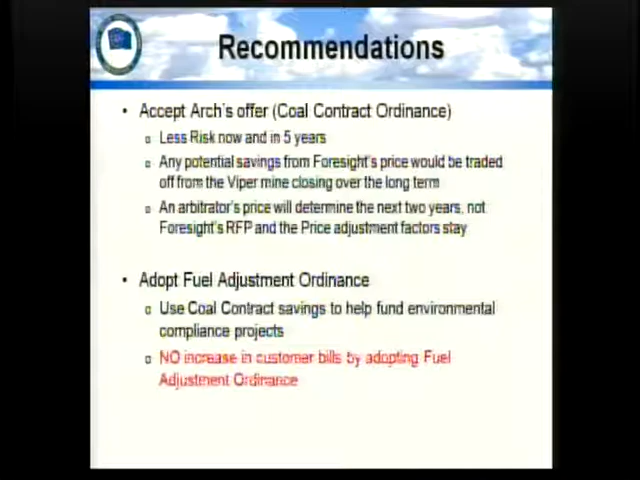 Recommendations
• Accept Arch's offer (Coal Contract Ordinance)
Less Risk now and in 5 years
Any potential savings from Foresight's price would be traded
off from the Viper mine closing over the long term
An arbitrator's price will determine the next two years, not
Foresight's RFP and the Price adjustment factors stay
• Adopt Fuel Adjustment Ordinance
Use Coal Contract savings to help fund environmental
compliance projects
NO increase in customer bills by adopting Fuel
Adjustment Ordinance